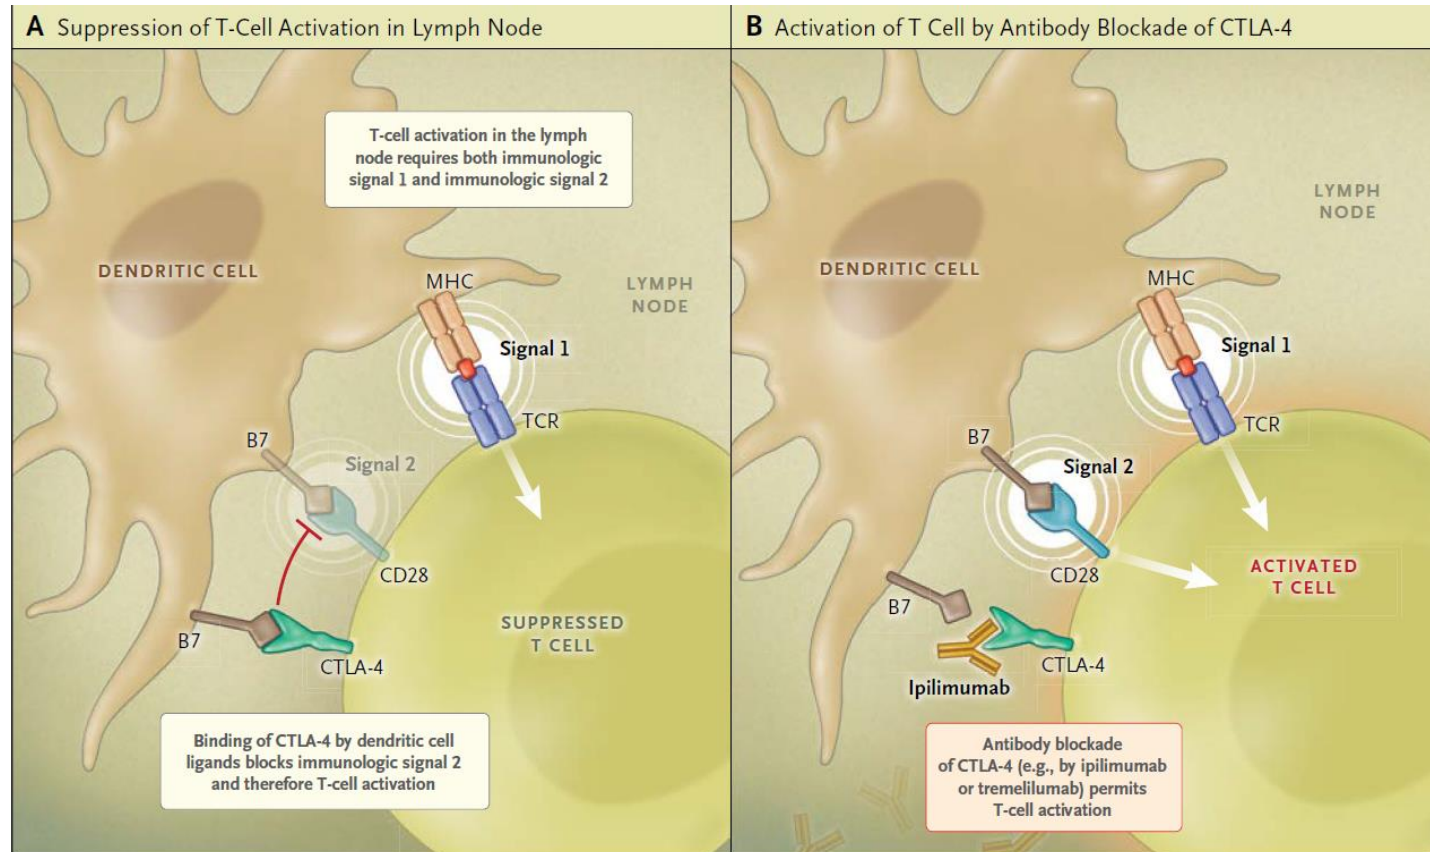 A Suppression of T-Cell Activation in Lymph Node
T-cell activation in the lymph
node requires both immunologic
signal 1 and immunologic signal 2
DENDRITIC CELL
MHC
LYMPH
NODE
Signal 1
TCR
B7
Signal 2
CD28
B7
CTLA-4
SUPPRESSED
T CELL
Binding of CTLA-4 by dendritic cell
ligands blocks immunologic signal 2
and therefore T-cell activation
B Activation of T Cell by Antibody Blockade of CTLA-4
LYMPH
NODE
DENDRITIC CELL
MHC
Signal 1
TCR
B7
Signal 2
CD28
ACTIVATED
T CELL
B7
CTLA-4
Ipilimumab
Antibody blockade
of CTLA-4 (e.g., by ipilimumab
or tremelilumab) permits
T-cell activation